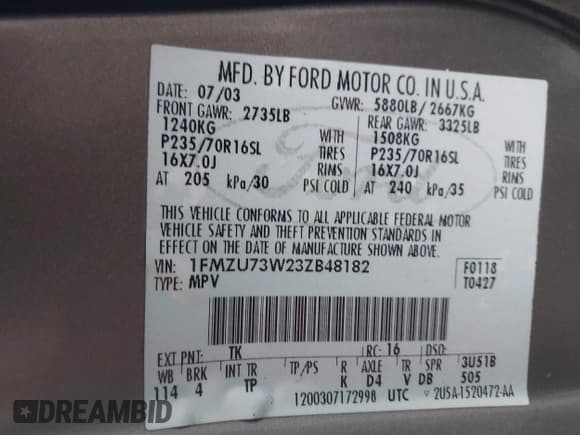 MFD. BY FORD MOTOR CO. IN U.S.A.
DATE: 07/03 GVWR: 5880LB/2667KG
FRONT GAWR: 2735LB REAR GAWR: 3325LB
1240KG WITH 1508KG WITH
P235/70R16SL TIRES P235/70R16SL TIRES
16X7.0J RIMS 16X7.0J RIMS
AT 205 kPa/30 PSI COLD AT 240 kPa/35 PSI COLD
THIS VEHICLE CONFORMS TO ALL APPLICABLE FEDERAL MOTOR
VEHICLE SAFETY AND THEFT PREVENTION STANDARDS IN
EFFECT ON THE DATE OF MANUFACTURE SHOWN ABOVE.
VIN: 1FMZU73W23ZB48182 F0118
TYPE: MPV T0427
EXT PNT: TK RC: 16 DSO:
WB BRK INT TR TP/PS R AXLE TR SPR 3U51B
114 4 TP K D4 V DB 505
1200307172998 UTC 2U5A-1520472-AA
Ford
DREAMBID